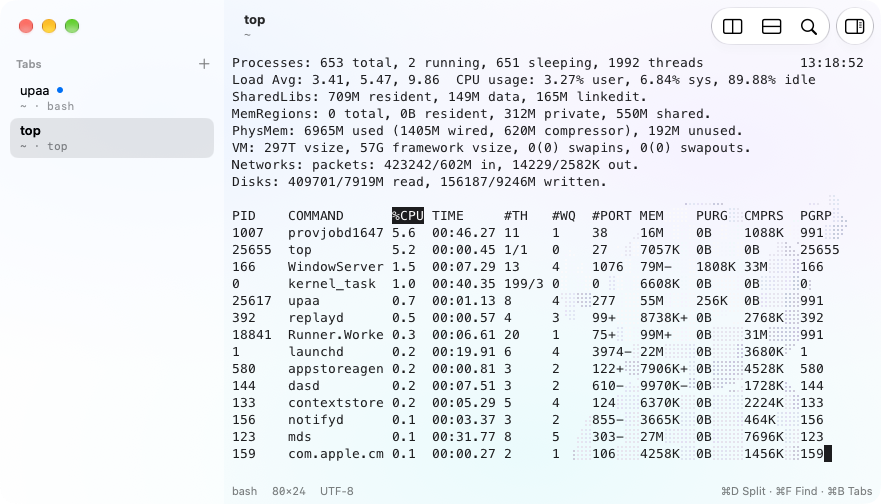 top
~
Tabs
+
upaa
~ · bash
top
~ · top
Processes: 653 total, 2 running, 651 sleeping, 1992 threads 13:18:52
Load Avg: 3.41, 5.47, 9.86 CPU usage: 3.27% user, 6.84% sys, 89.88% idle
SharedLibs: 709M resident, 149M data, 165M linkedit.
MemRegions: 0 total, 0B resident, 312M private, 550M shared.
PhysMem: 6965M used (1405M wired, 620M compressor), 192M unused.
VM: 297T vsize, 57G framework vsize, 0(0) swapins, 0(0) swapouts.
Networks: packets: 423242/602M in, 14229/2582K out.
Disks: 409701/7919M read, 156187/9246M written.
PID COMMAND %CPU TIME #TH #WQ #PORT MEM PURG CMPRS PGRP
1007 provjobd1647 5.6 00:46.27 11 1 38 16M 0B 1088K 991
25655 top 5.2 00:00.45 1/1 0 27 7057K 0B 0B 25655
166 WindowServer 1.5 00:07.29 13 4 1076 79M− 1808K 33M 166
0 kernel_task 1.0 00:40.35 199/3 0 0 6608K 0B 0B 0
25617 upaa 0.7 00:01.13 8 4 277 55M 256K 0B 991
392 replayd 0.5 00:00.57 4 3 99+ 8738K+ 0B 2768K 392
18841 Runner.Worke 0.3 00:06.61 20 1 75+ 99M+ 0B 31M 991
1 launchd 0.2 00:19.91 6 4 3974− 22M 0B 3680K 1
580 appstoreagen 0.2 00:00.81 3 2 122+ 7906K+ 0B 4528K 580
144 dasd 0.2 00:07.51 3 2 610− 9970K− 0B 1728K 144
133 contextstore 0.2 00:05.29 5 4 124 6370K 0B 2224K 133
156 notifyd 0.1 00:03.37 3 2 855− 3665K 0B 464K 156
123 mds 0.1 00:31.77 8 5 303− 27M 0B 7696K 123
159 com.apple.cm 0.1 00:00.27 2 1 106 4258K 0B 1456K 159
bash 80×24 UTF-8 ⌘D Split · ⌘F Find · ⌘B Tabs